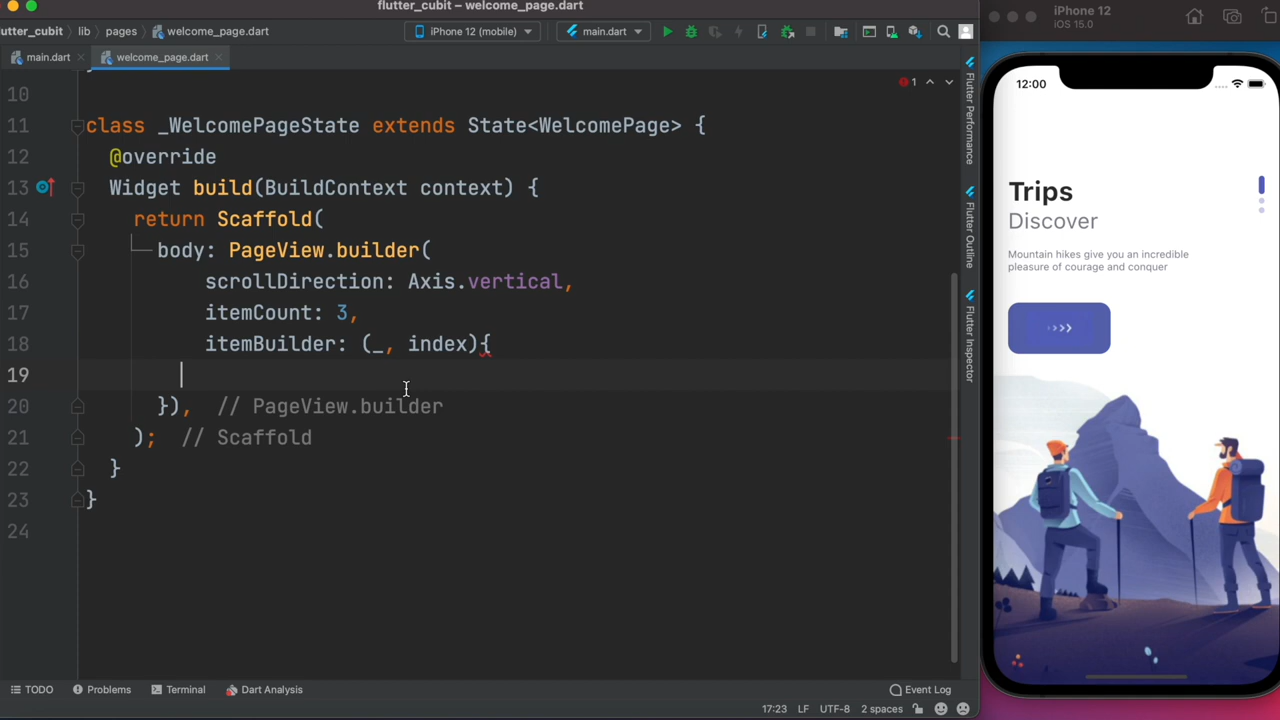 flutter_cubit – welcome_page.dart
utter_cubit
lib
pages
welcome_page.dart
iPhone 12 (mobile)
main.dart
main.dart
welcome_page.dart
1
10
11 class _WelcomePageState extends State<WelcomePage> {
12 @override
13 Widget build(BuildContext context) {
14 return Scaffold(
15 body: PageView.builder(
16 scrollDirection: Axis.vertical,
17 itemCount: 3,
18 itemBuilder: (_, index){
19
20 }), // PageView.builder
21 ); // Scaffold
22 }
23 }
24
Flutter Performance
Flutter Outline
Flutter Inspector
TODO
Problems
Terminal
Dart Analysis
Event Log
17:23 LF UTF-8 2 spaces
iPhone 12
iOS 15.0
12:00
Trips
Discover
Mountain hikes give you an incredible
pleasure of courage and conquer
>>>>